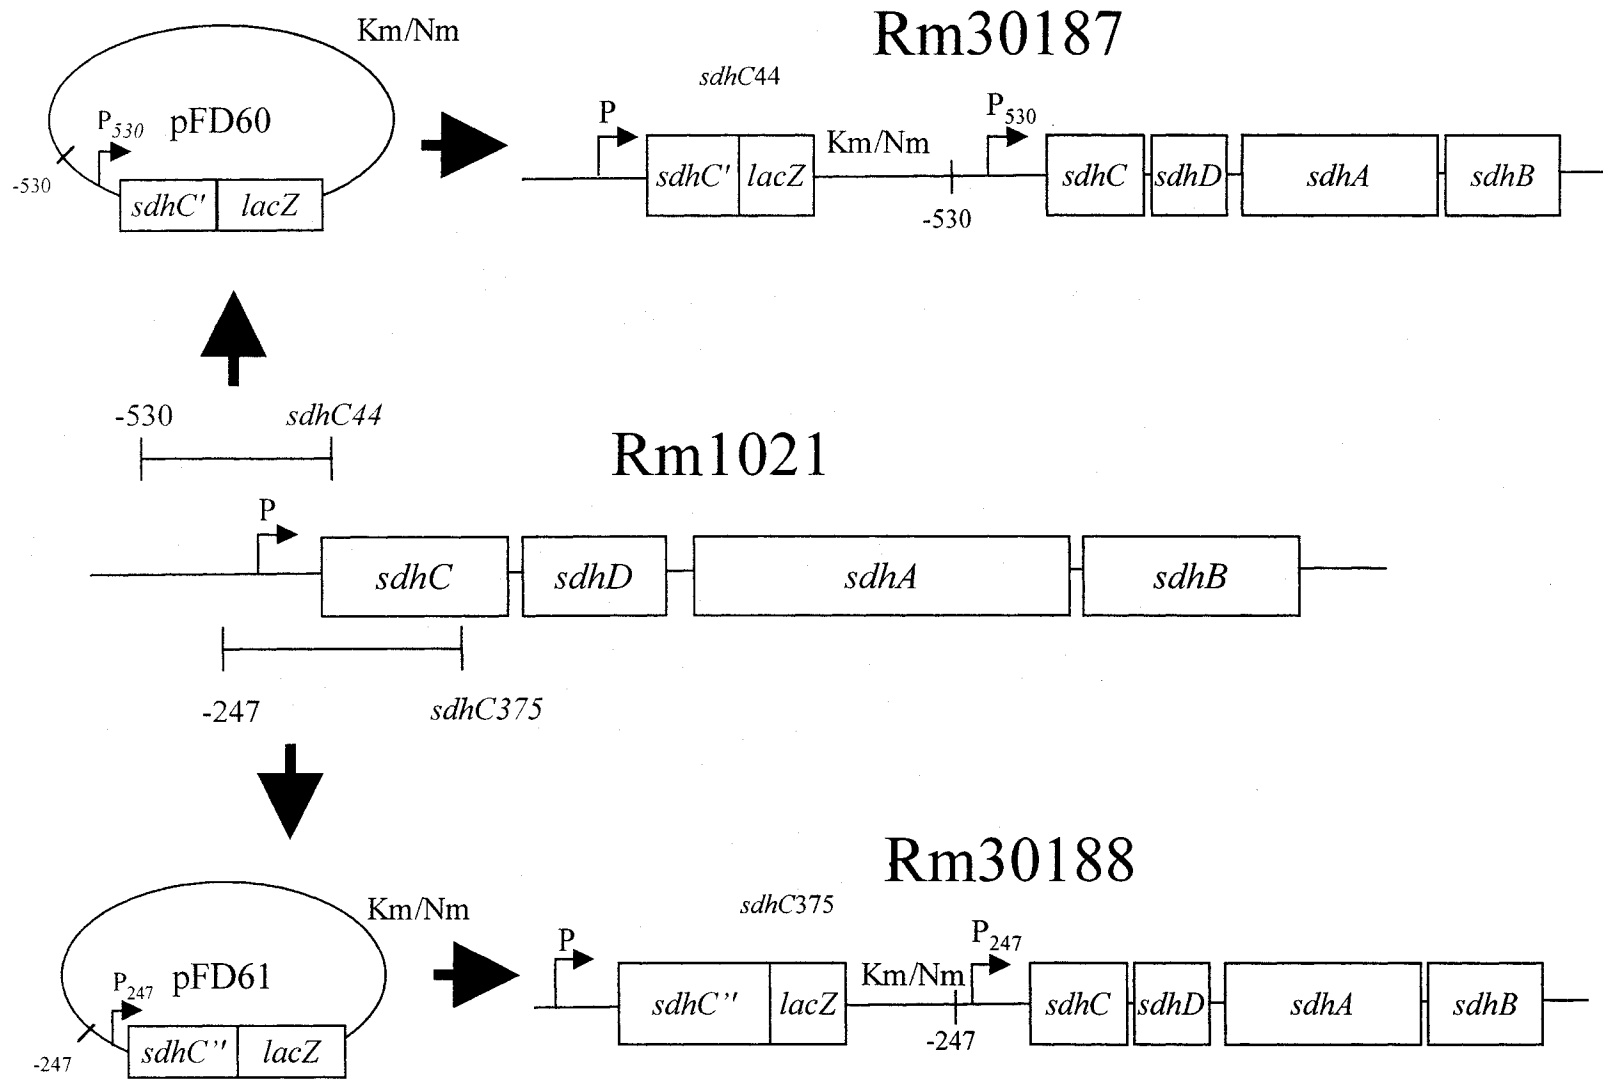 Km/Nm
P530
pFD60
-530
sdhC'
lacZ
Rm30187
sdhC44
P
sdhC'
lacZ
Km/Nm
-530
P530
sdhC
sdhD
sdhA
sdhB
-530
sdhC44
Rm1021
P
sdhC
sdhD
sdhA
sdhB
-247
sdhC375
Km/Nm
P247
pFD61
-247
sdhC''
lacZ
Rm30188
sdhC375
P
sdhC''
lacZ
Km/Nm
-247
P247
sdhC
sdhD
sdhA
sdhB